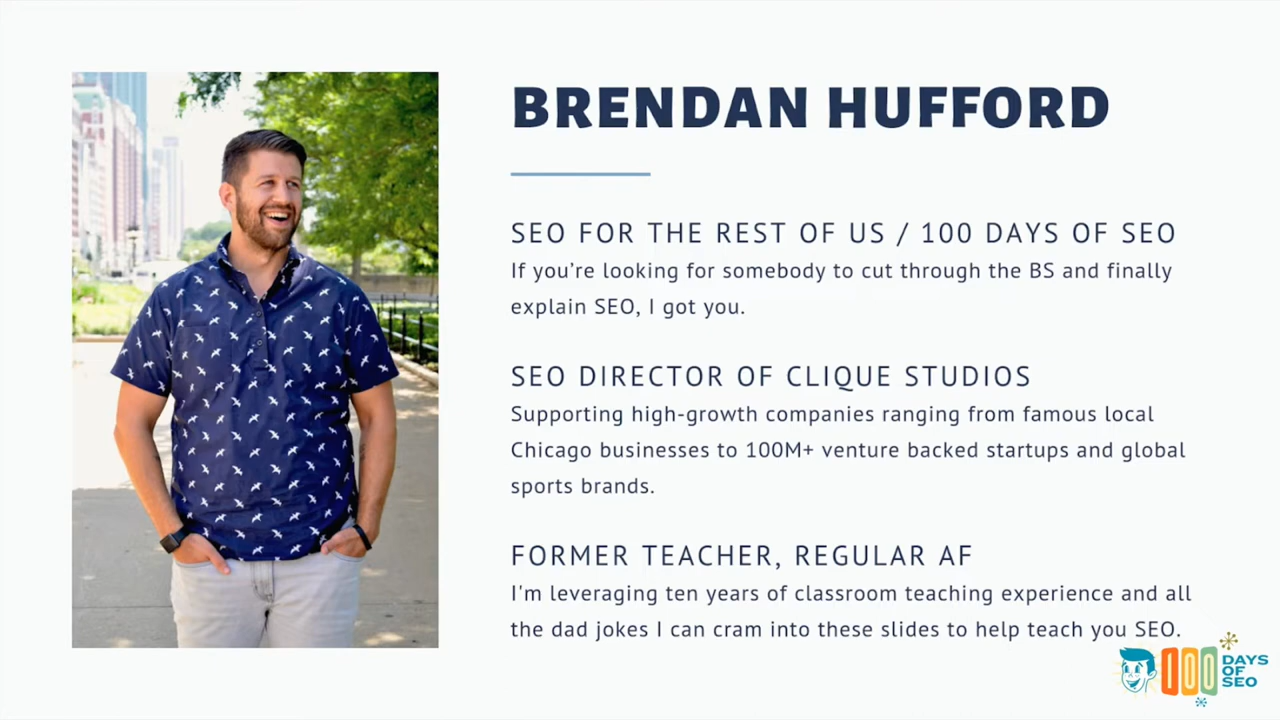 BRENDAN HUFFORD
SEO FOR THE REST OF US / 100 DAYS OF SEO
If you’re looking for somebody to cut through the BS and finally
explain SEO, I got you.
SEO DIRECTOR OF CLIQUE STUDIOS
Supporting high-growth companies ranging from famous local
Chicago businesses to 100M+ venture backed startups and global
sports brands.
FORMER TEACHER, REGULAR AF
I'm leveraging ten years of classroom teaching experience and all
the dad jokes I can cram into these slides to help teach you SEO.
100 DAYS
OF
SEO